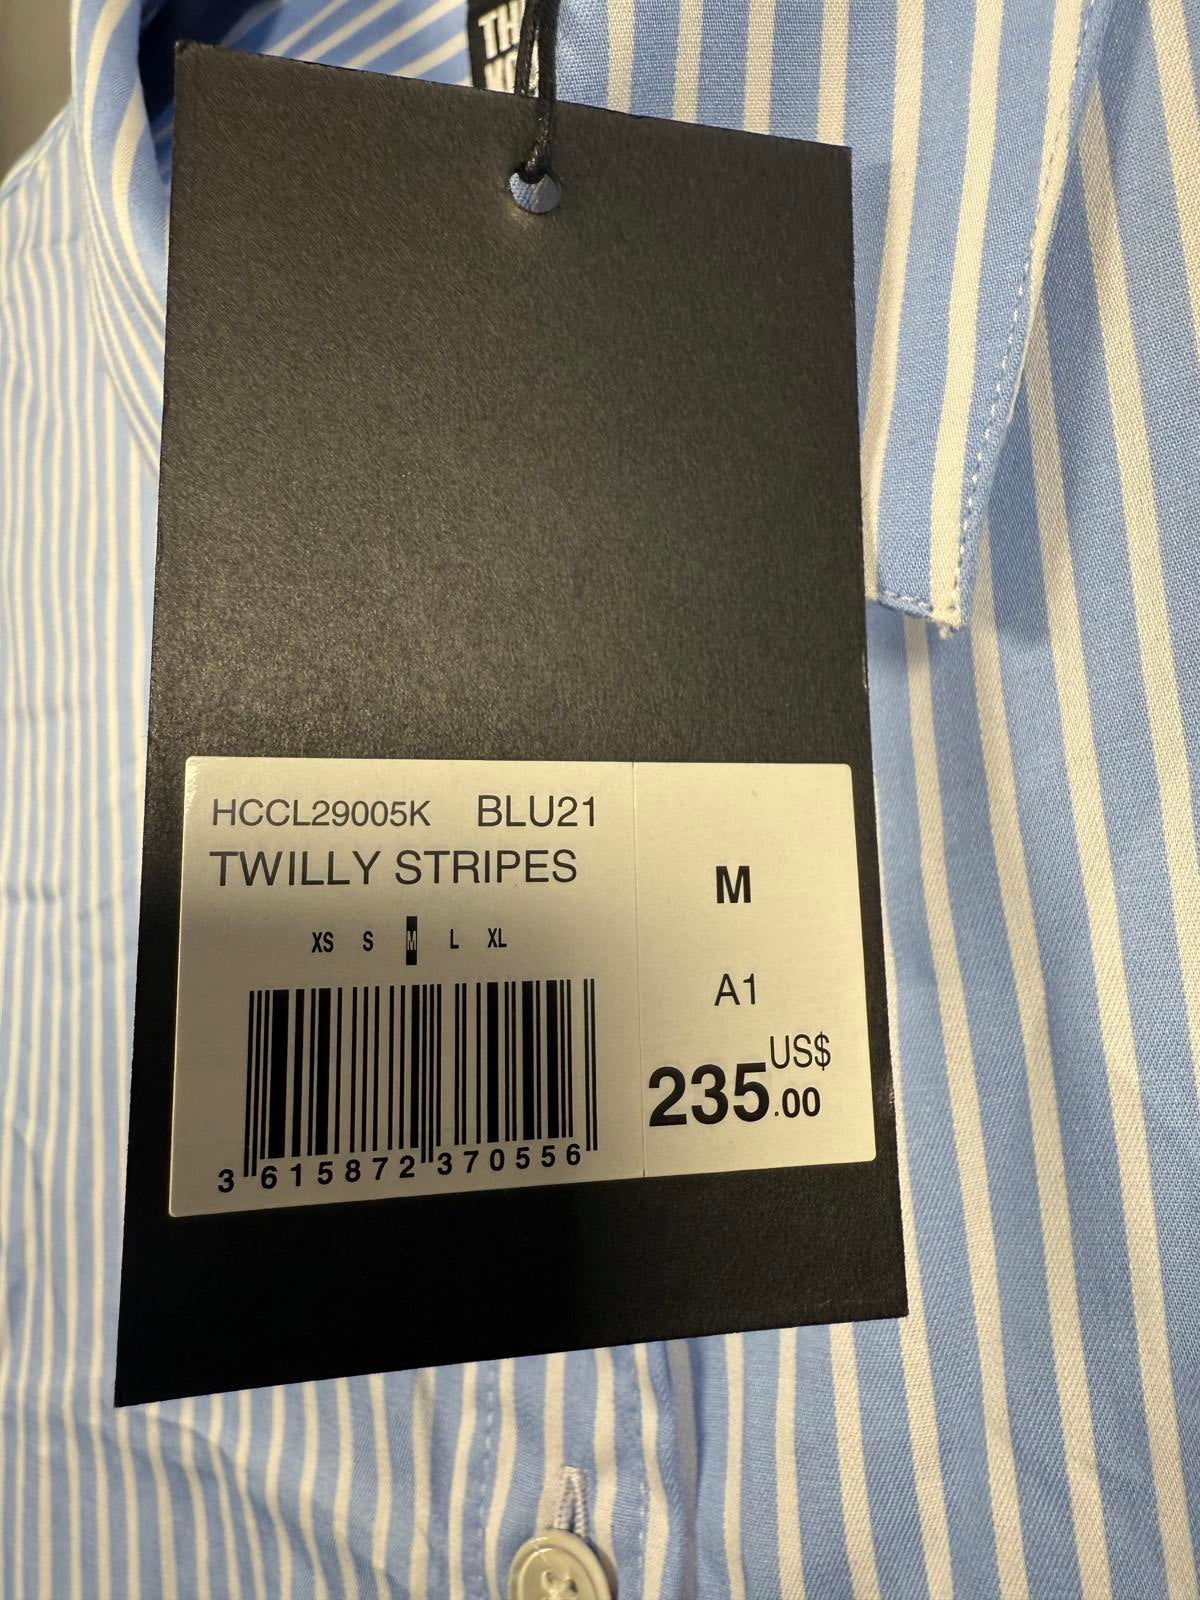 HCCL29005K BLU21
TWILLY STRIPES
XS S M L XL
3 615872 370556
M
A1
US$
235.00